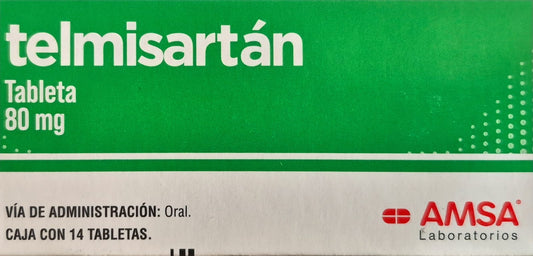 telmisartán
Tableta
80 mg
VÍA DE ADMINISTRACIÓN: Oral.
CAJA CON 14 TABLETAS.
AMSA®
Laboratorios